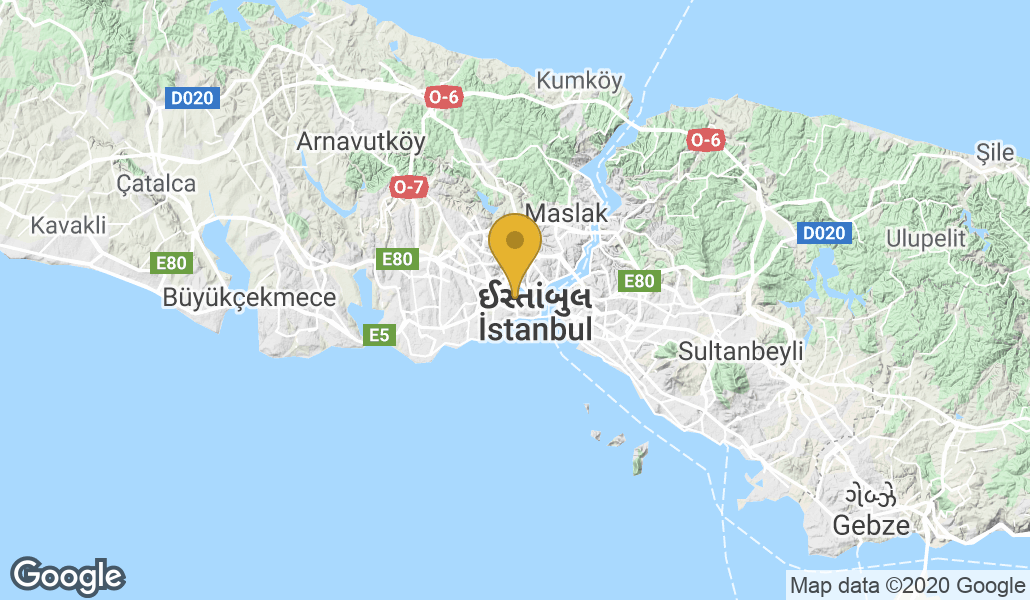 Kumköy
O-6
D020
Arnavutköy
O-6
Şile
Çatalca
O-7
Maslak
Kavakli
D020
Ulupelit
E80
E80
E80
Büyükçekmece
ઈસ્તાંબુલ
İstanbul
E5
Sultanbeyli
ગેબ્ઝે
Gebze
Google
Map data ©2020 Google